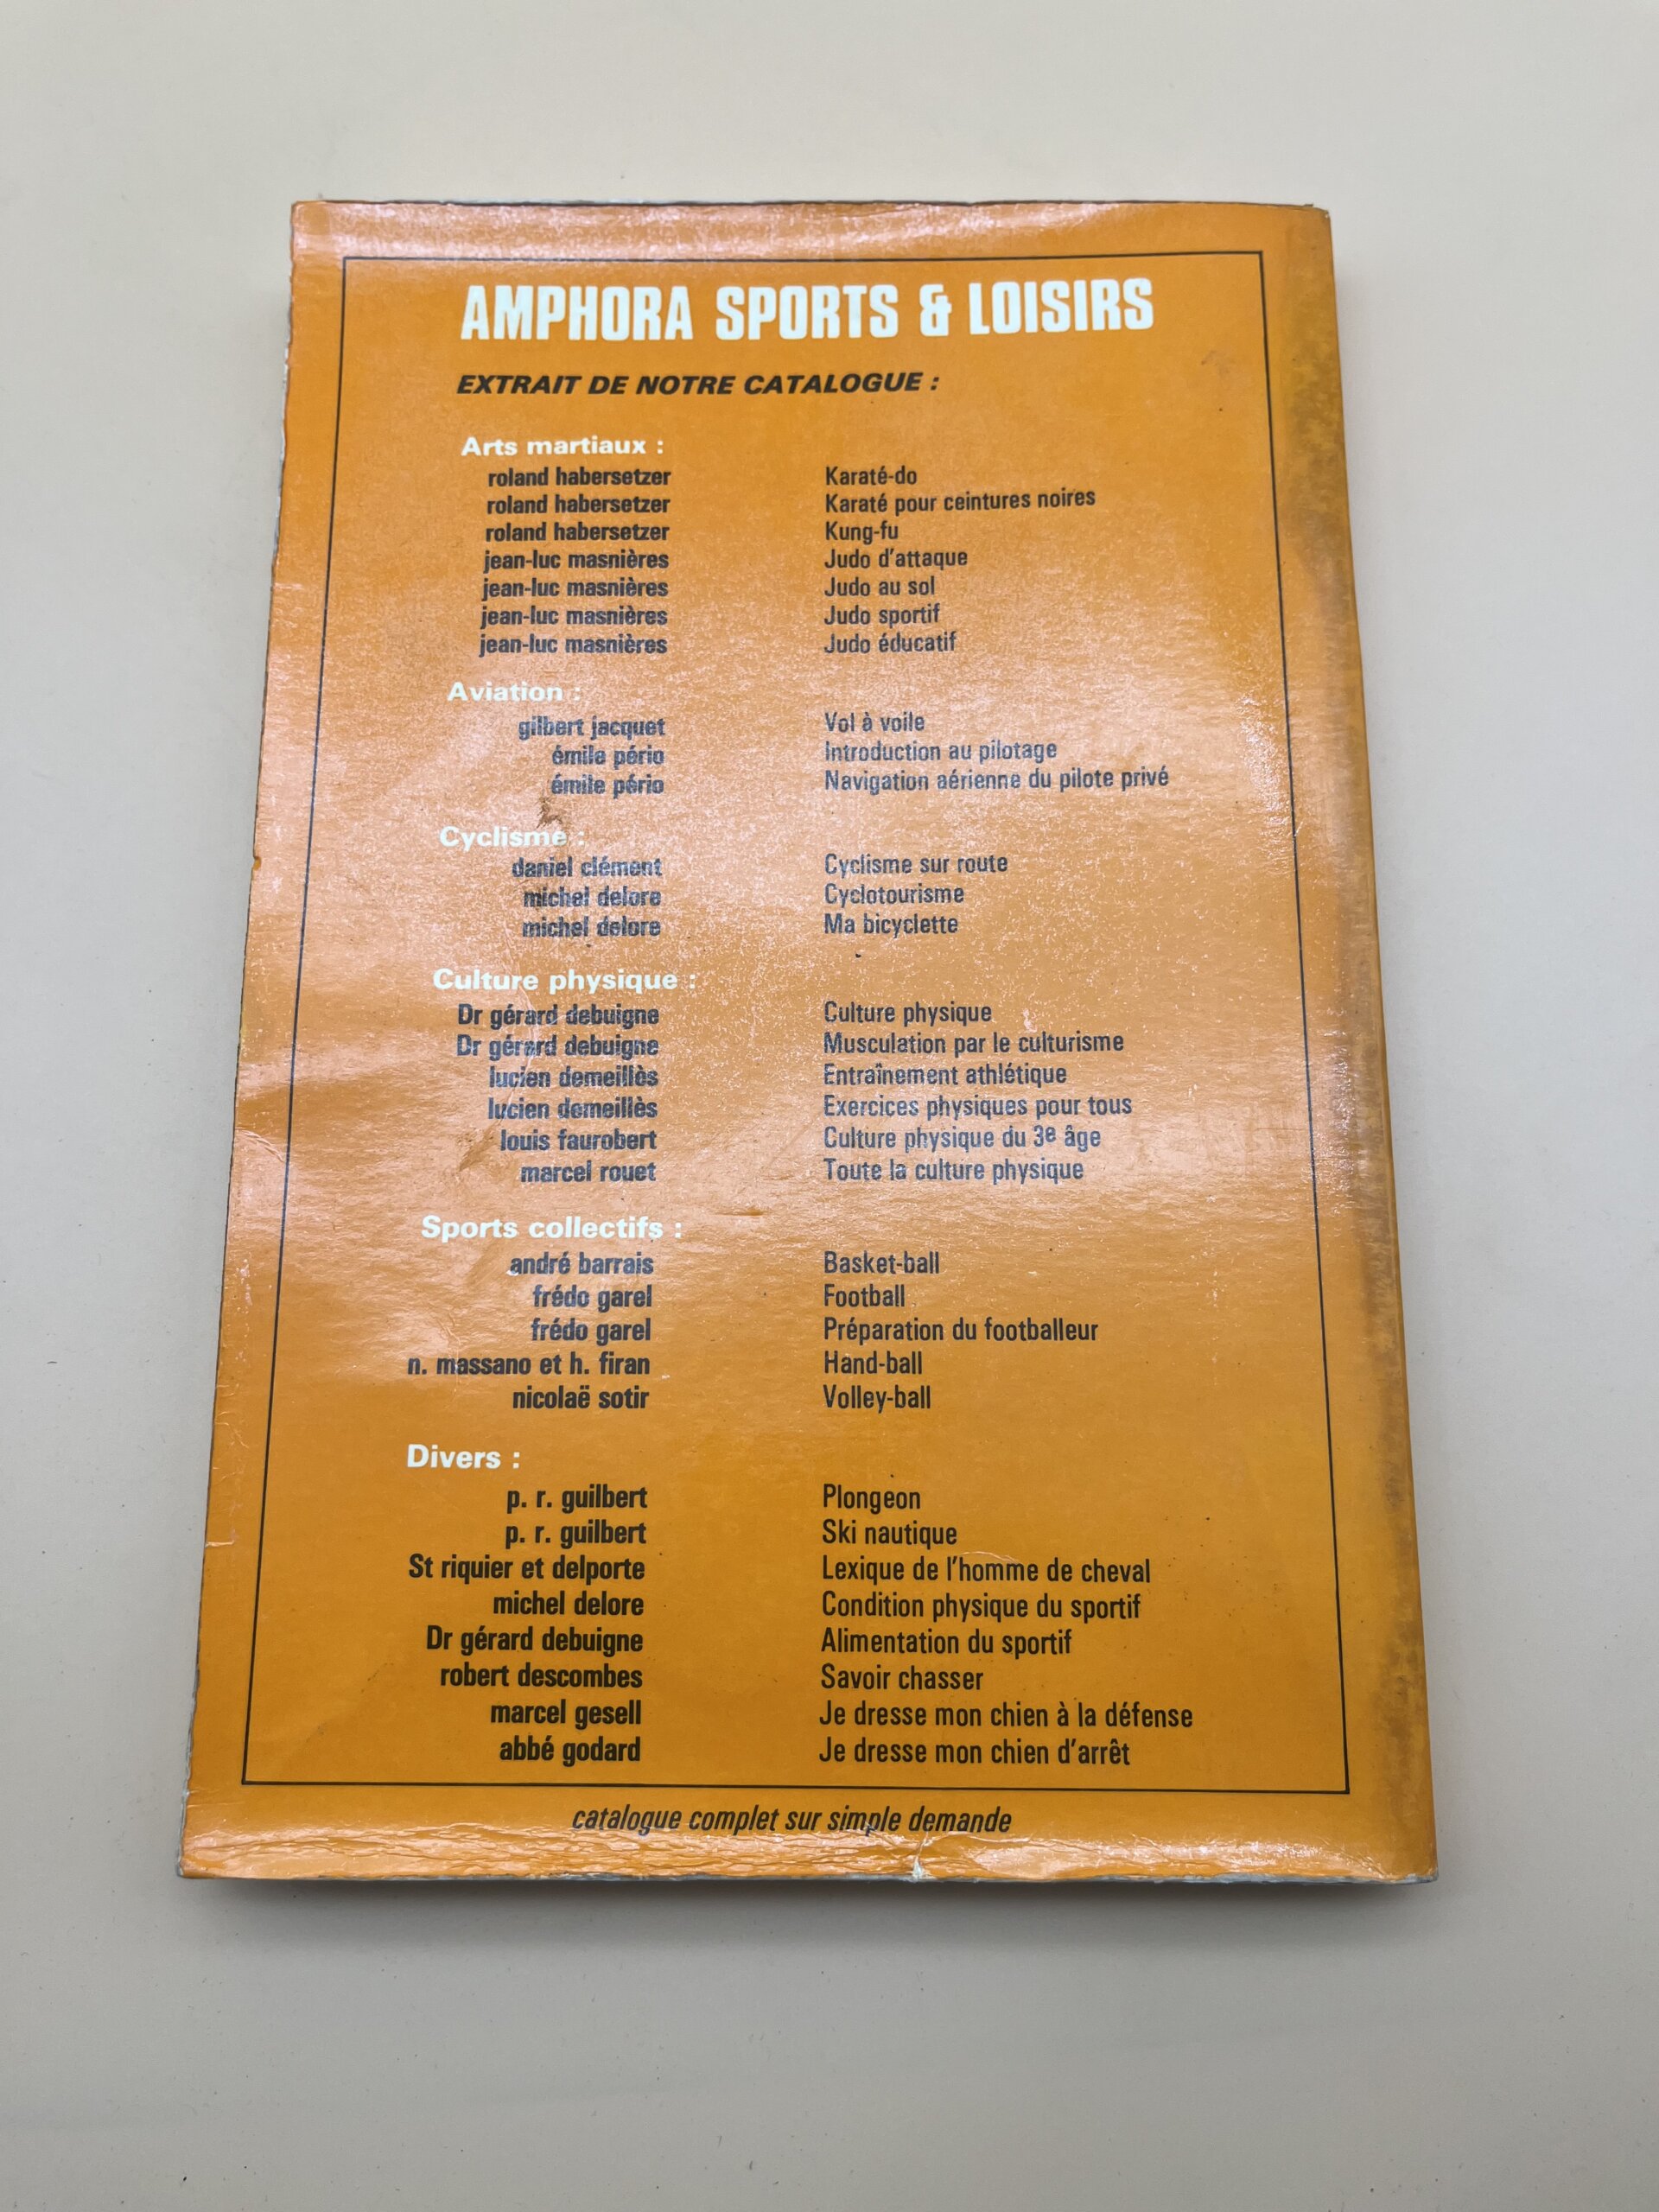 AMPHORA SPORTS & LOISIRS
EXTRAIT DE NOTRE CATALOGUE :
Arts martiaux :
roland habersetzer Karaté-do
roland habersetzer Karaté pour ceintures noires
roland habersetzer Kung-fu
jean-luc masnières Judo d'attaque
jean-luc masnières Judo au sol
jean-luc masnières Judo sportif
jean-luc masnières Judo éducatif
Aviation :
gilbert jacquet Vol à voile
émile pério Introduction au pilotage
émile pério Navigation aérienne du pilote privé
Cyclisme :
daniel clément Cyclisme sur route
michel delore Cyclotourisme
michel delore Ma bicyclette
Culture physique :
Dr gérard debuigne Culture physique
Dr gérard debuigne Musculation par le culturisme
lucien demeillès Entraînement athlétique
lucien demeillès Exercices physiques pour tous
louis faurobert Culture physique du 3e âge
marcel rouet Toute la culture physique
Sports collectifs :
andré barrais Basket-ball
frédo garel Football
frédo garel Préparation du footballeur
n. massano et h. firan Hand-ball
nicolaë sotir Volley-ball
Divers :
p. r. guilbert Plongeon
p. r. guilbert Ski nautique
St riquier et delporte Lexique de l'homme de cheval
michel delore Condition physique du sportif
Dr gérard debuigne Alimentation du sportif
robert descombes Savoir chasser
marcel gesell Je dresse mon chien à la défense
abbé godard Je dresse mon chien d'arrêt
catalogue complet sur simple demande